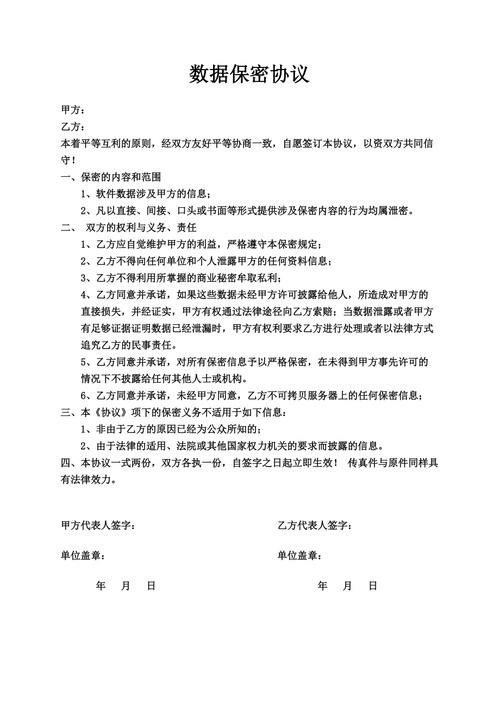 数据保密协议
甲方：
乙方：
本着平等互利的原则，经双方友好平等协商一致，自愿签订本协议，以资双方共同信
守！
一、保密的内容和范围
1、软件数据涉及甲方的信息；
2、凡以直接、间接、口头或书面等形式提供涉及保密内容的行为均属泄密。
二、 双方的权利与义务、责任
1、乙方应自觉维护甲方的利益，严格遵守本保密规定；
2、乙方不得向任何单位和个人泄露甲方的任何资料信息；
3、乙方不得利用所掌握的商业秘密牟取私利；
4、乙方同意并承诺，如果这些数据未经甲方许可披露给他人，所造成对甲方的
直接损失，并经证实，甲方有权通过法律途径向乙方索赔；当数据泄露或者甲方
有足够证据证明数据已经泄漏时，甲方有权利要求乙方进行处理或者以法律方式
追究乙方的民事责任。
5、乙方同意并承诺，对所有保密信息予以严格保密，在未得到甲方事先许可的
情况下不披露给任何其他人士或机构。
6、乙方同意并承诺，未经甲方同意，乙方不可拷贝服务器上的任何保密信息；
三、本《协议》项下的保密义务不适用于如下信息：
1、非由于乙方的原因已经为公众所知的；
2、由于法律的适用、法院或其他国家权力机关的要求而披露的信息。
四、本协议一式两份，双方各执一份，自签字之日起立即生效！ 传真件与原件同样具
有法律效力。
甲方代表人签字： 乙方代表人签字：
单位盖章： 单位盖章：
年 月 日 年 月 日